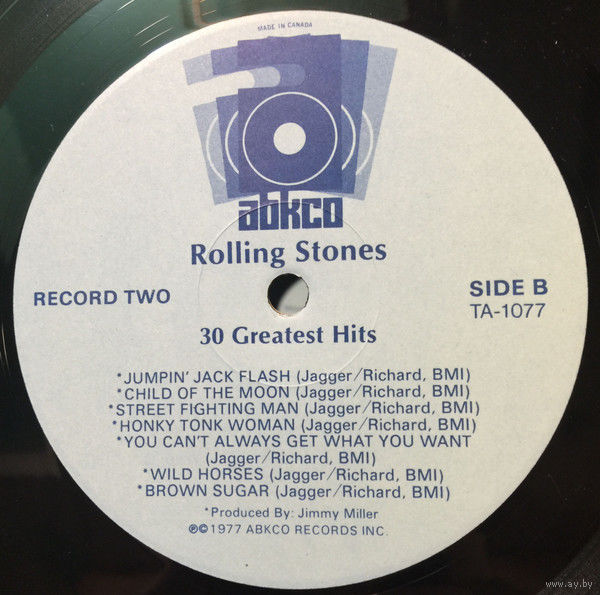 MADE IN CANADA
abkco
Rolling Stones
RECORD TWO
SIDE B
TA-1077
30 Greatest Hits
*JUMPIN' JACK FLASH (Jagger/Richard, BMI)
*CHILD OF THE MOON (Jagger/Richard, BMI)
*STREET FIGHTING MAN (Jagger/Richard, BMI)
*HONKY TONK WOMAN (Jagger/Richard, BMI)
*YOU CAN'T ALWAYS GET WHAT YOU WANT
(Jagger/Richard, BMI)
*WILD HORSES (Jagger/Richard, BMI)
*BROWN SUGAR (Jagger/Richard, BMI)
*Produced By: Jimmy Miller
℗©1977 ABKCO RECORDS INC.
www.ay.by